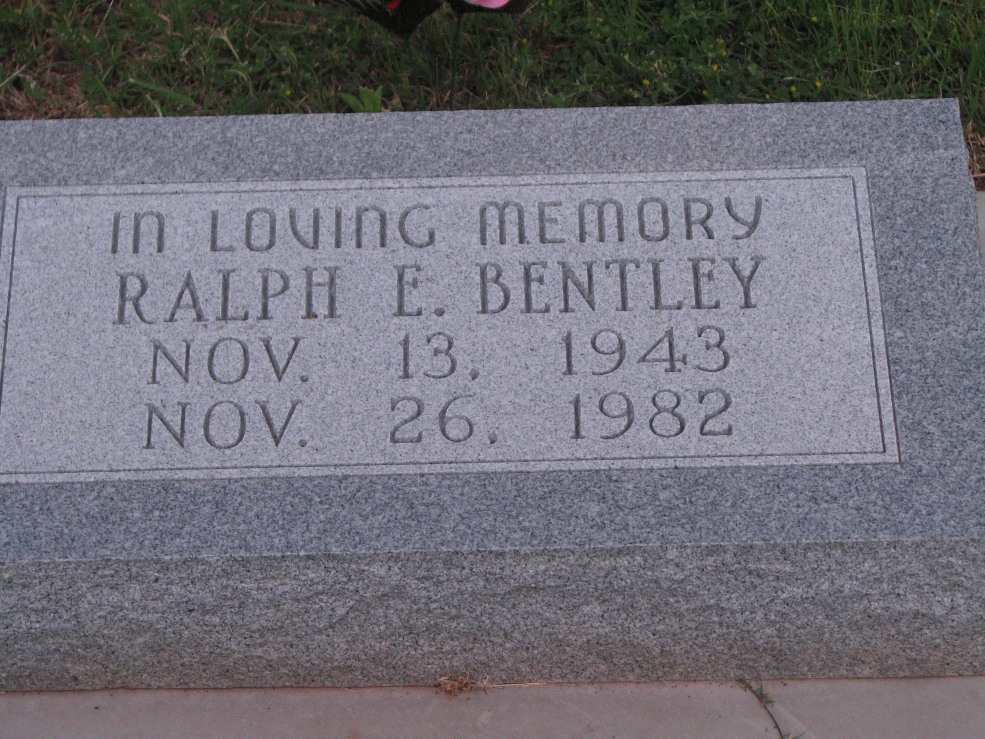 IN LOVING MEMORY
RALPH E. BENTLEY
NOV. 13, 1943
NOV. 26, 1982